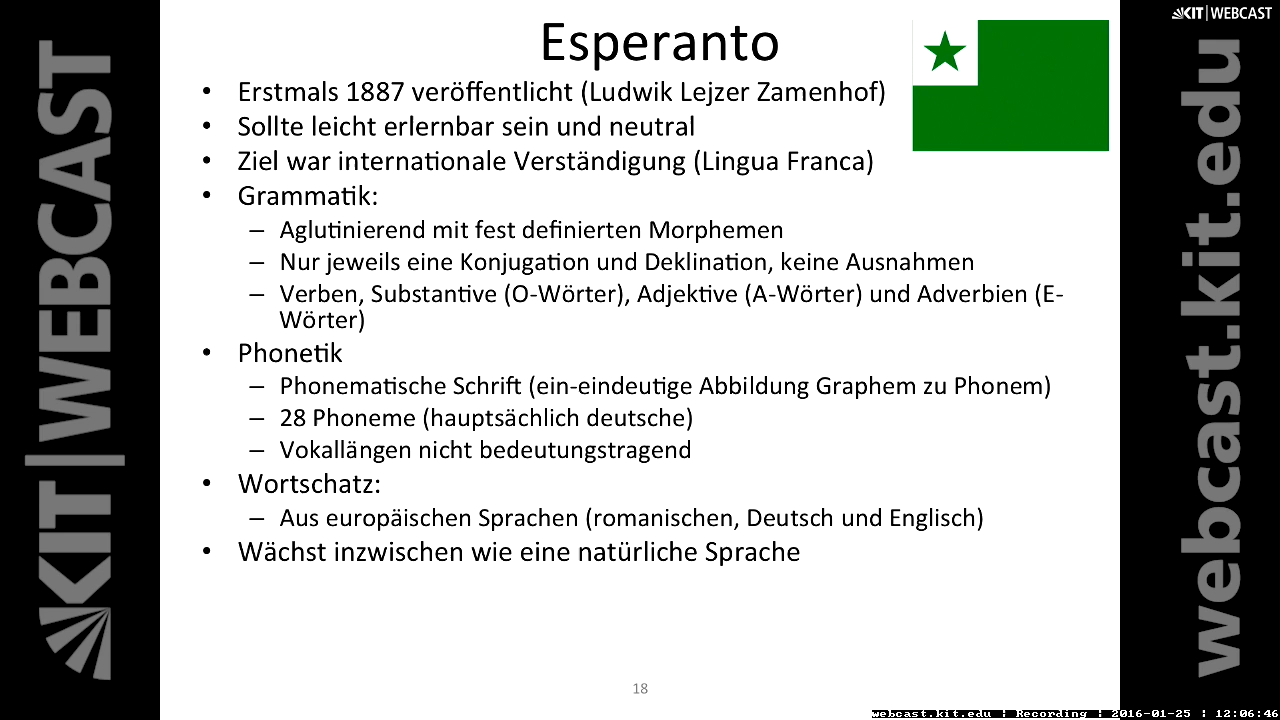 KIT | WEBCAST
KIT|WEBCAST
webcast.kit.edu
Esperanto
• Erstmals 1887 veröffentlicht (Ludwik Lejzer Zamenhof)
• Sollte leicht erlernbar sein und neutral
• Ziel war internationale Verständigung (Lingua Franca)
• Grammatik:
– Aglutinierend mit fest definierten Morphemen
– Nur jeweils eine Konjugation und Deklination, keine Ausnahmen
– Verben, Substantive (O-Wörter), Adjektive (A-Wörter) und Adverbien (E-
Wörter)
• Phonetik
– Phonematische Schrift (ein-eindeutige Abbildung Graphem zu Phonem)
– 28 Phoneme (hauptsächlich deutsche)
– Vokallängen nicht bedeutungstragend
• Wortschatz:
– Aus europäischen Sprachen (romanischen, Deutsch und Englisch)
• Wächst inzwischen wie eine natürliche Sprache
18
webcast.kit.edu | Recording | 2016-01-25 | 12:06:46